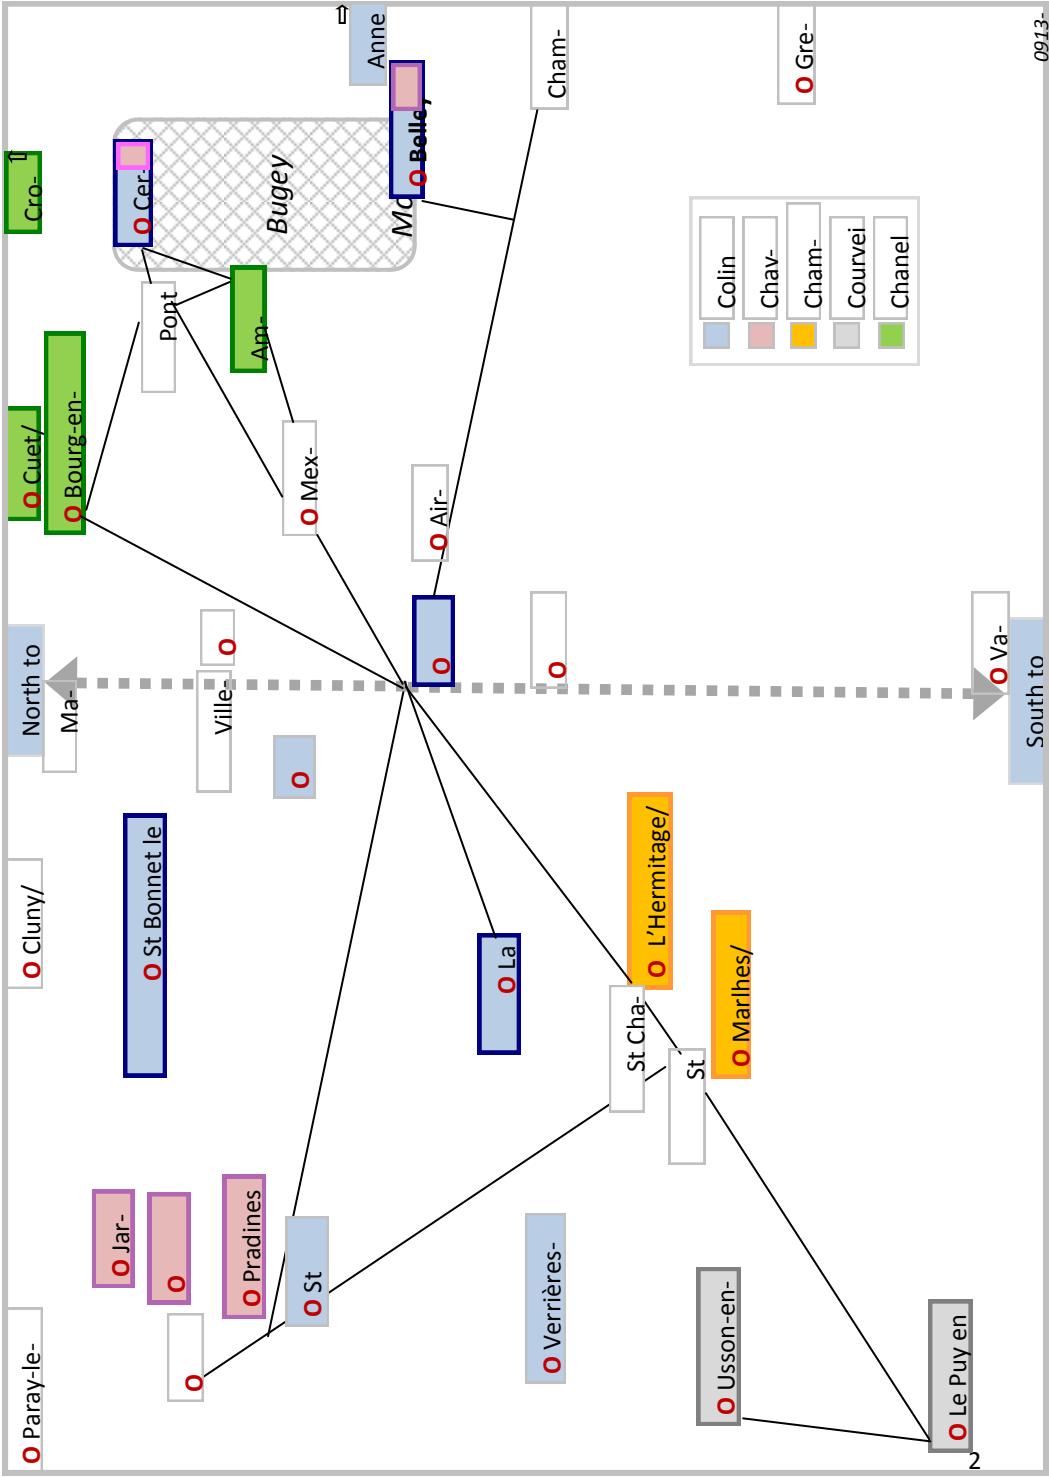 O Paray-le-
O Cluny/
North to
O Cuet/
Cro-
⇧
Ma-
O Bourg-en-
O Jar-
O St Bonnet le
O Cer-
O
Pont
O
Ville-
O
O Pradines
Am-
Bugey
O St
O
O Mex-
⇧
Anne
Mo
O Belley
O
O Air-
O La
O Verrières-
O
Cham-
St Cha-
O L'Hermitage/
St
O Usson-en-
O Marlhes/
Colin
Chav-
Cham-
Courvei
Chanel
O Gre-
O Le Puy en
2
O Va-
South to
0913-